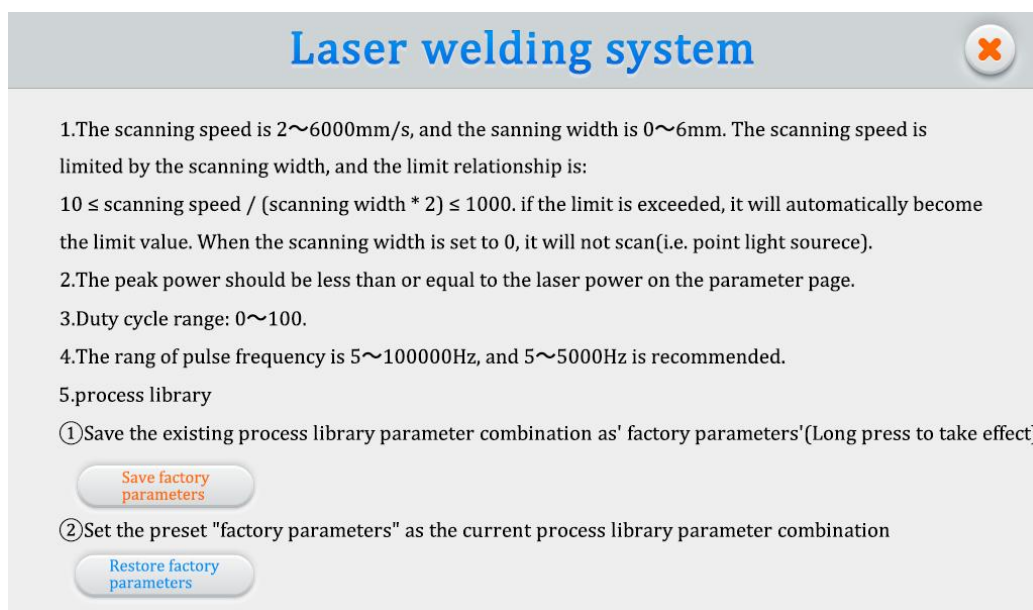 Laser welding system
1.The scanning speed is 2～6000mm/s, and the sanning width is 0～6mm. The scanning speed is
limited by the scanning width, and the limit relationship is:
10 ≤ scanning speed / (scanning width * 2) ≤ 1000. if the limit is exceeded, it will automatically become
the limit value. When the scanning width is set to 0, it will not scan(i.e. point light sourece).
2.The peak power should be less than or equal to the laser power on the parameter page.
3.Duty cycle range: 0～100.
4.The rang of pulse frequency is 5～100000Hz, and 5～5000Hz is recommended.
5.process library
①Save the existing process library parameter combination as' factory parameters'(Long press to take effect)
Save factory
parameters
②Set the preset "factory parameters" as the current process library parameter combination
Restore factory
parameters